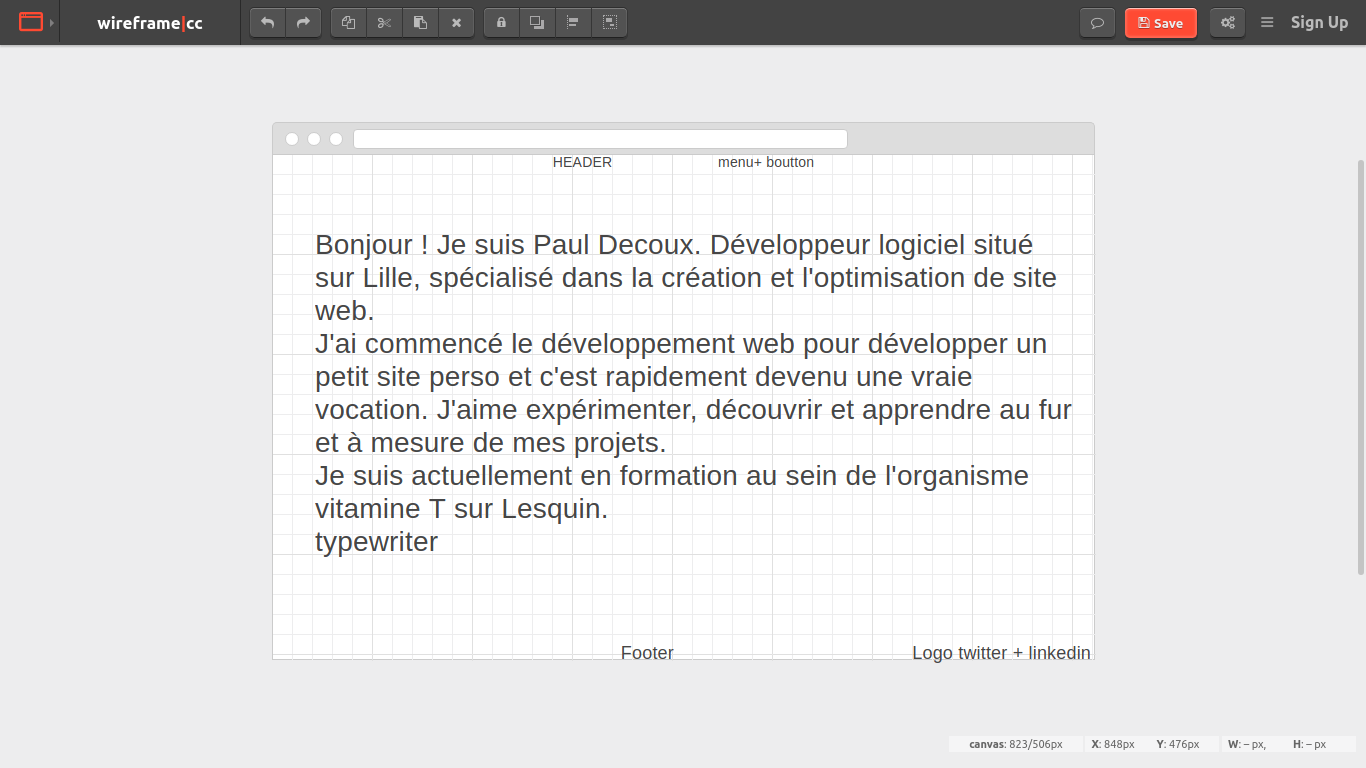 wireframe|cc
Save
Sign Up
HEADER
menu+ boutton
Bonjour ! Je suis Paul Decoux. Développeur logiciel situé
sur Lille, spécialisé dans la création et l'optimisation de site
web.
J'ai commencé le développement web pour développer un
petit site perso et c'est rapidement devenu une vraie
vocation. J'aime expérimenter, découvrir et apprendre au fur
et à mesure de mes projets.
Je suis actuellement en formation au sein de l'organisme
vitamine T sur Lesquin.
typewriter
Footer
Logo twitter + linkedin
canvas: 823/506px X: 848px Y: 476px W: – px, H: – px